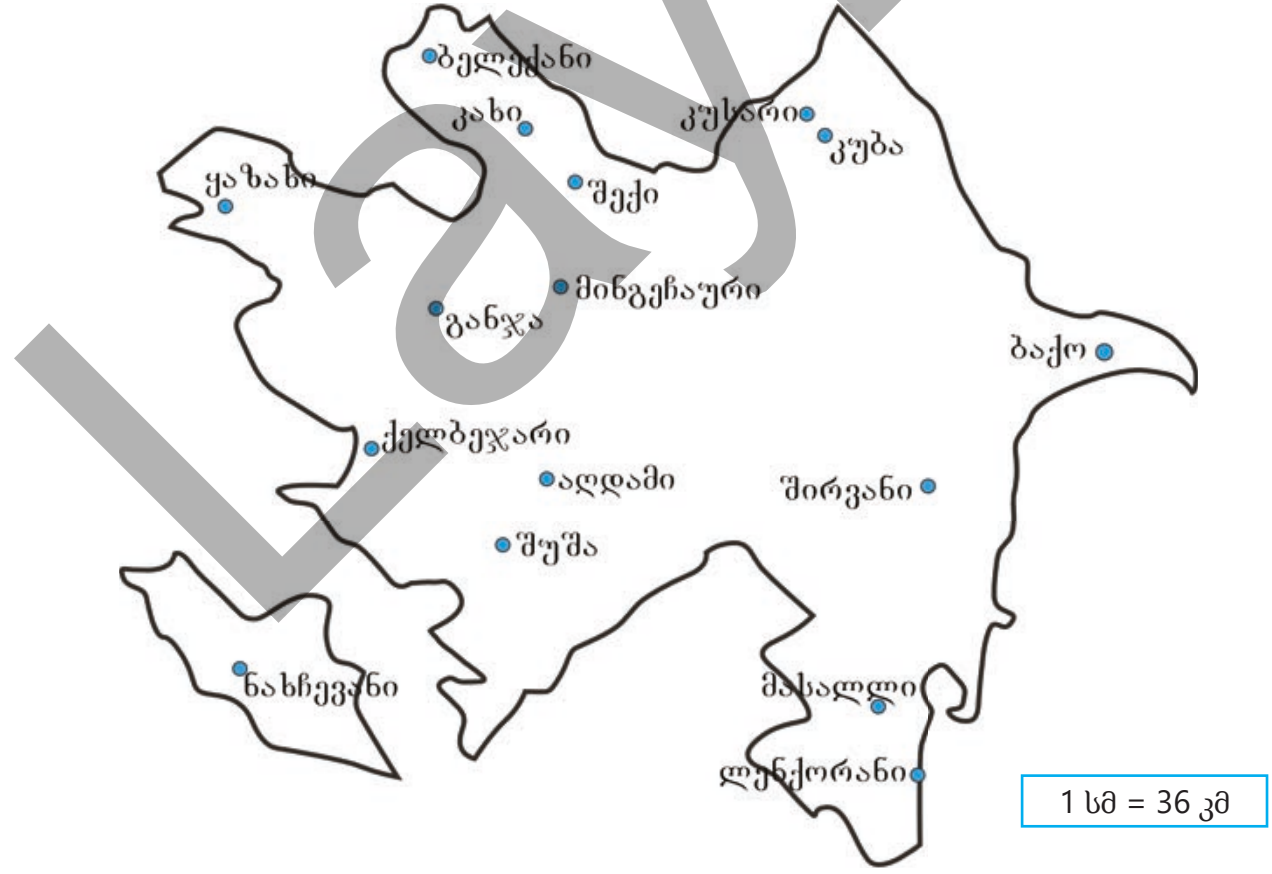 ბელექანი
კახი
კუსარი
კუბა
ყაზახი
შექი
მინგეჩაური
განჯა
ბაქო
ქელბეჯარი
აღდამი
შირვანი
შუშა
ნახჩევანი
მასალლი
ლენქორანი
1 სმ = 36 კმ